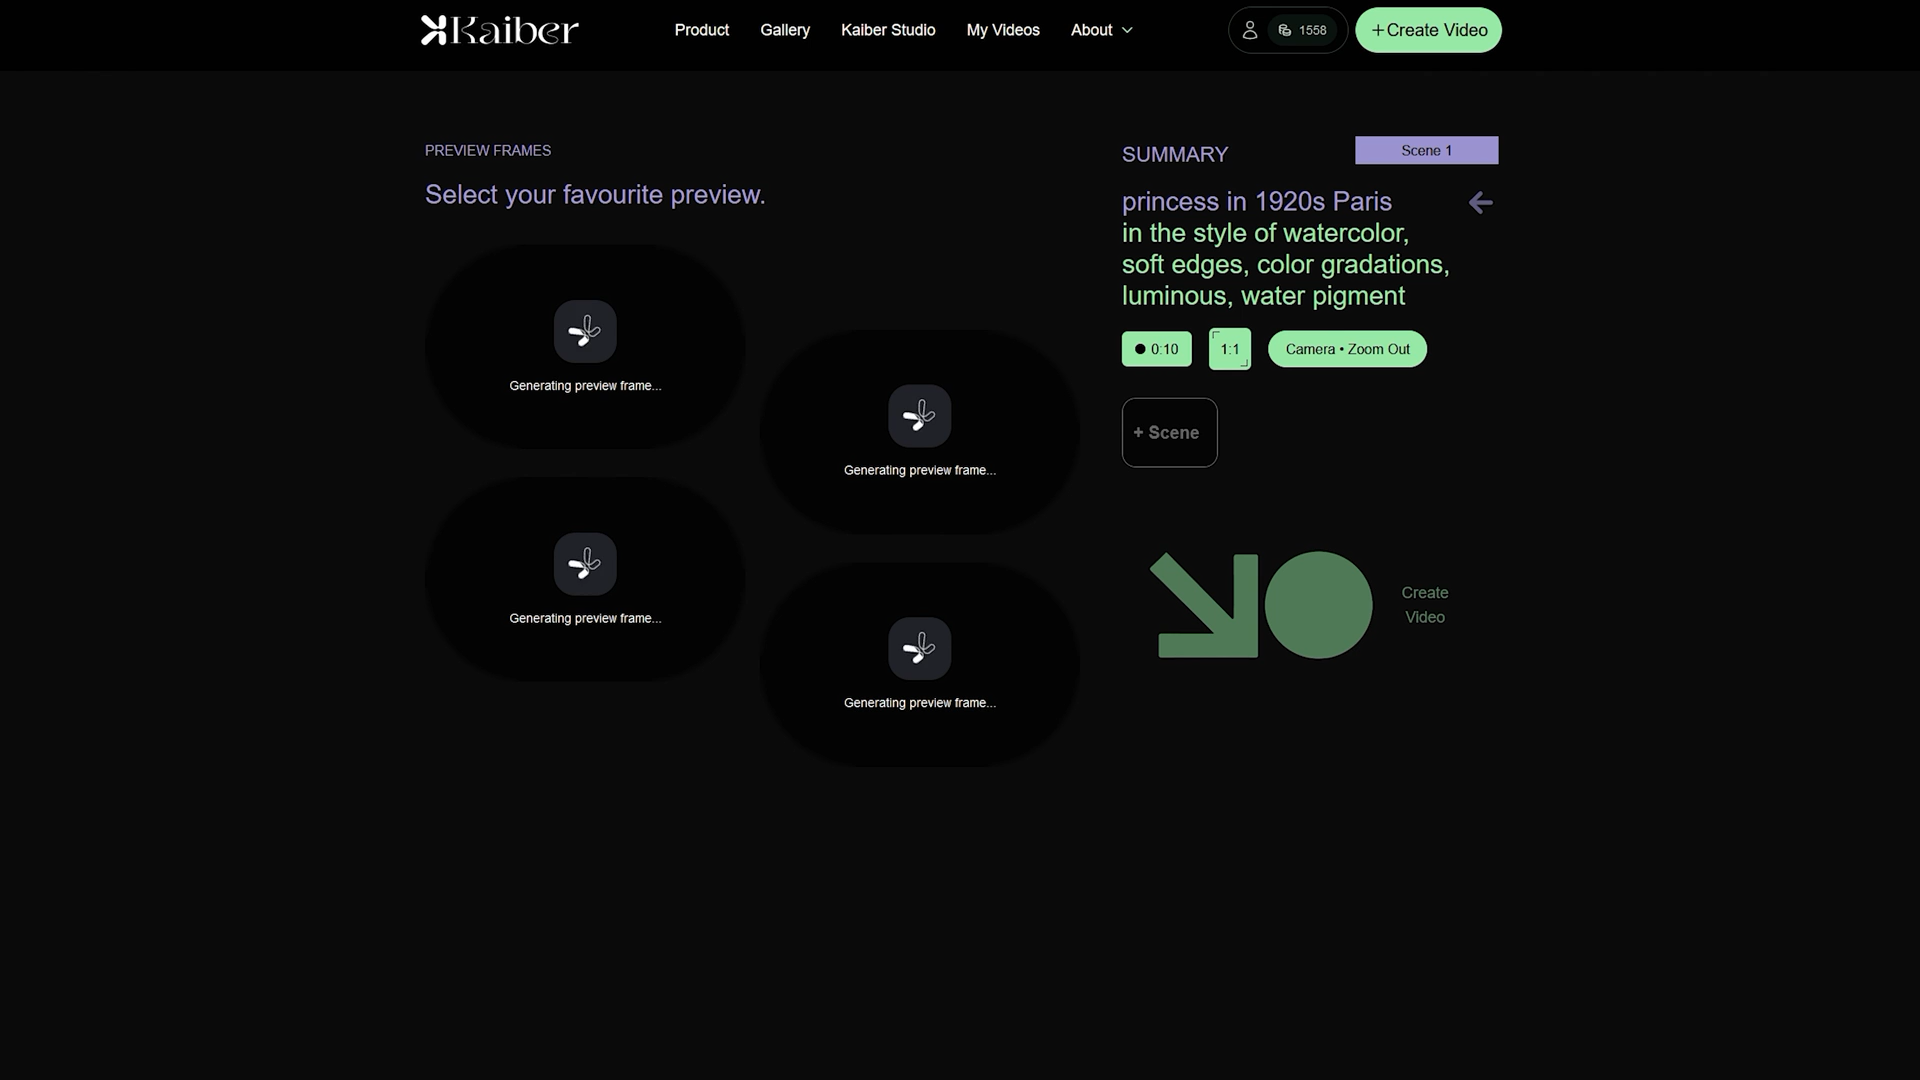 Kaiber
Product
Gallery
Kaiber Studio
My Videos
About
1558
+Create Video
PREVIEW FRAMES
Select your favourite preview.
Generating preview frame...
Generating preview frame...
Generating preview frame...
Generating preview frame...
SUMMARY
Scene 1
princess in 1920s Paris
in the style of watercolor,
soft edges, color gradations,
luminous, water pigment
0:10
1:1
Camera • Zoom Out
+ Scene
Create
Video